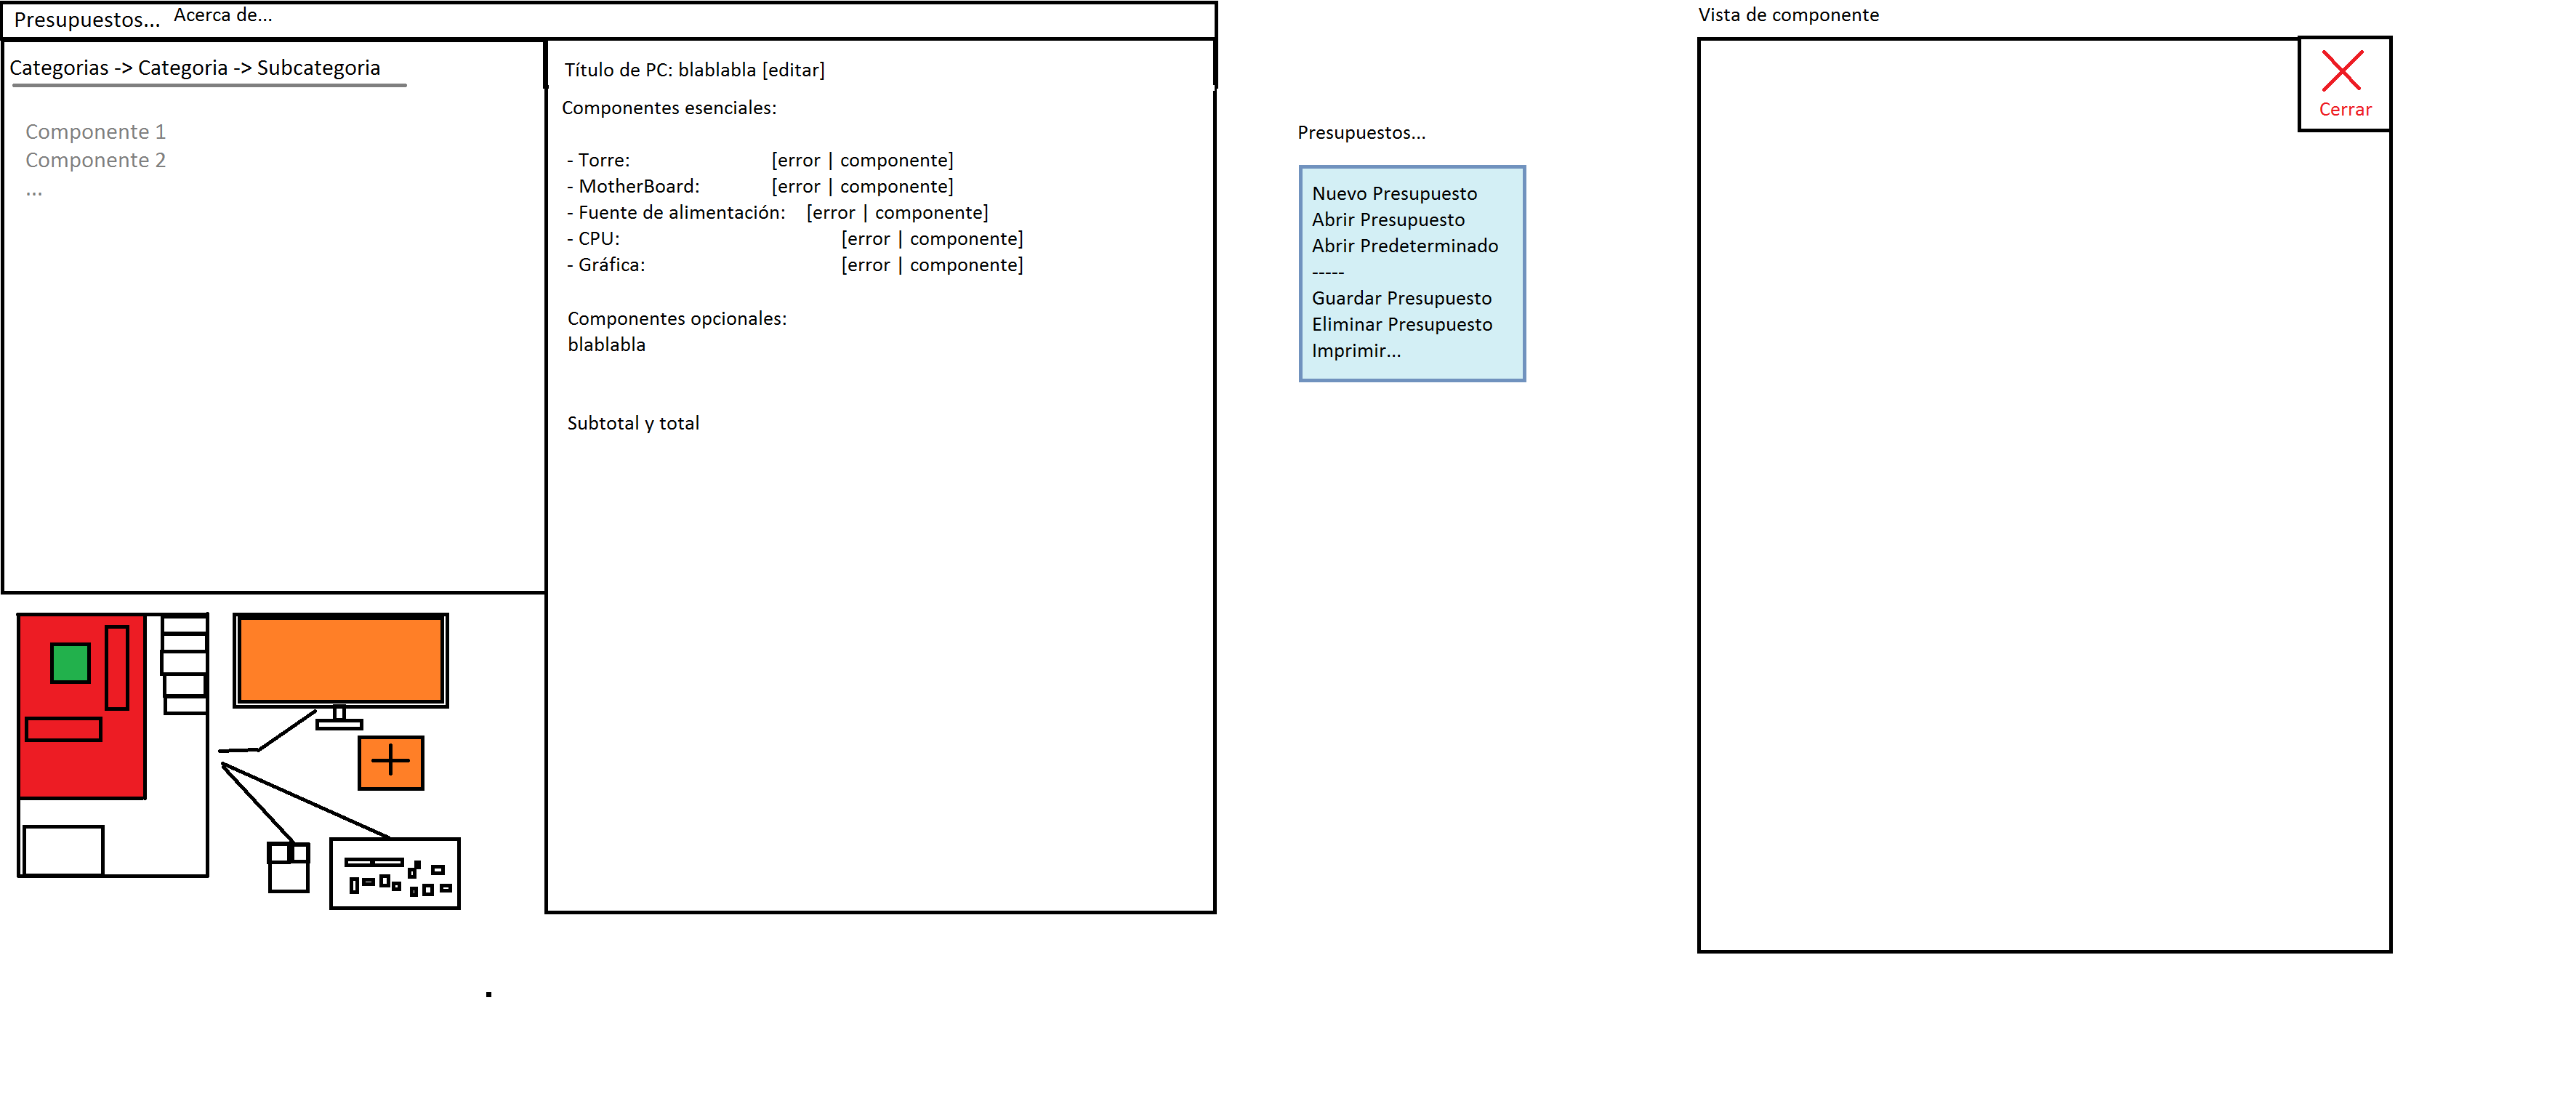 Presupuestos... Acerca de...
Categorias -> Categoria -> Subcategoria
Componente 1
Componente 2
...
Título de PC: blablabla [editar]
Componentes esenciales:
- Torre: [error | componente]
- MotherBoard: [error | componente]
- Fuente de alimentación: [error | componente]
- CPU: [error | componente]
- Gráfica: [error | componente]
Componentes opcionales:
blablabla
Subtotal y total
Presupuestos...
Nuevo Presupuesto
Abrir Presupuesto
Abrir Predeterminado
-----
Guardar Presupuesto
Eliminar Presupuesto
Imprimir...
Vista de componente
Cerrar